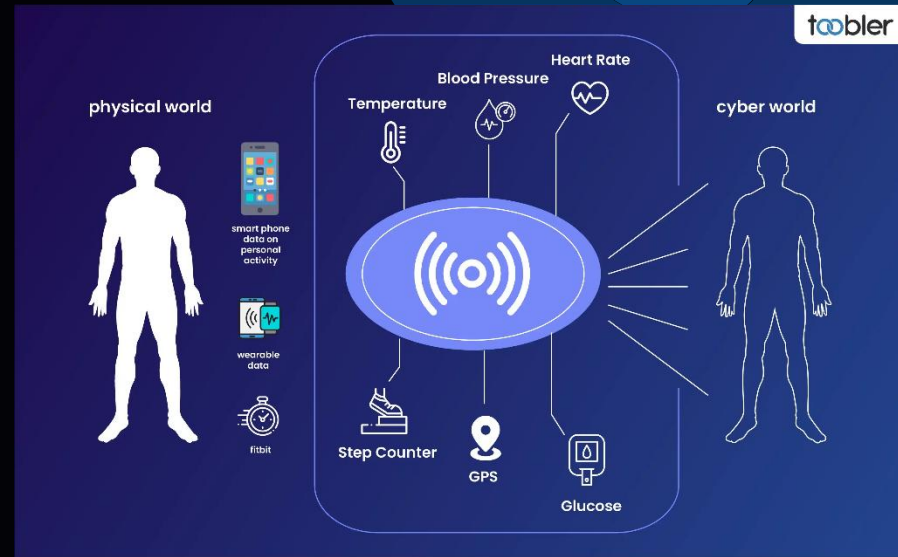 toobler
physical world
cyber world
Heart Rate
Blood Pressure
Temperature
smart phone
data on
personal
activity
wearable
data
fitbit
Step Counter
GPS
Glucose